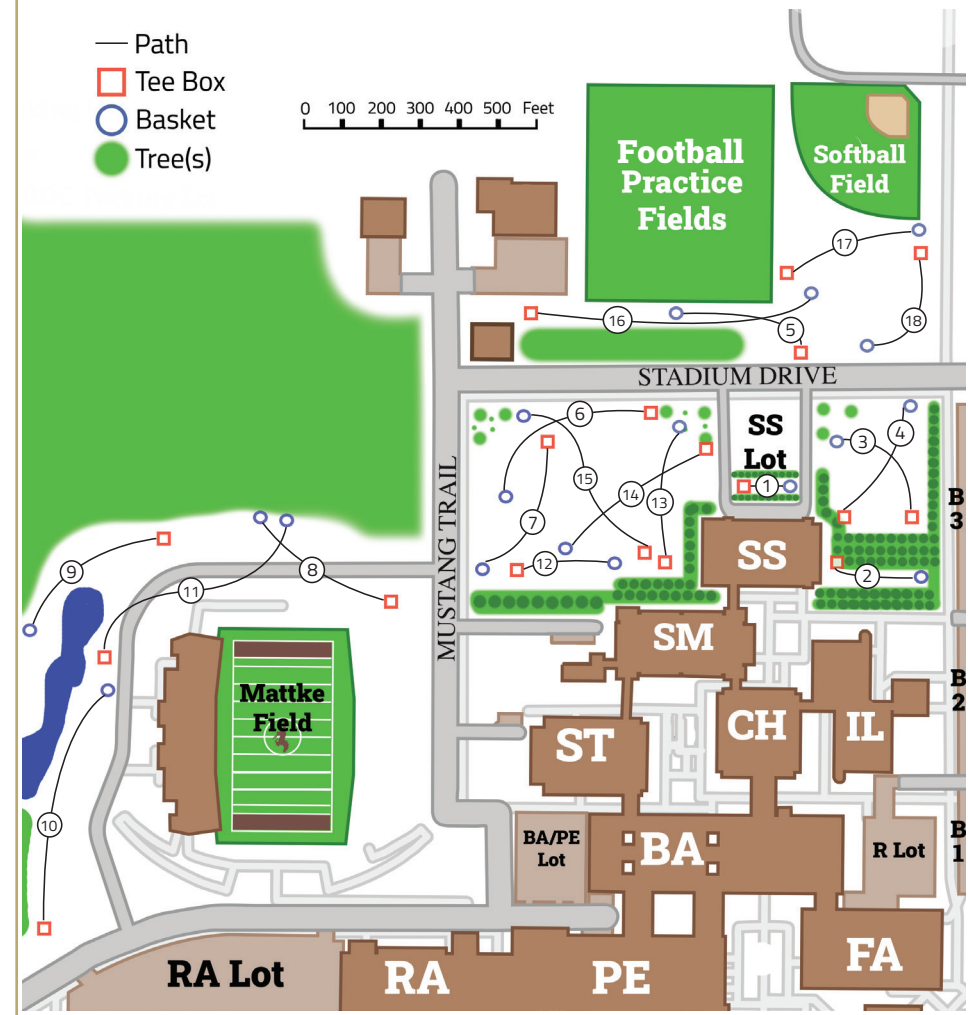 Path
Tee Box
Basket
Tree(s)
0 100 200 300 400 500 Feet
Football
Practice
Fields
Softball
Field
17
16
5
18
STADIUM DRIVE
6
SS
Lot
4
3
15
14
13
1
7
12
2
B
3
MUSTANG TRAIL
SS
9
8
11
SM
Mattke
Field
B
2
ST
CH
IL
10
BA/PE
Lot
BA
R Lot
B
1
RA Lot
RA
PE
FA